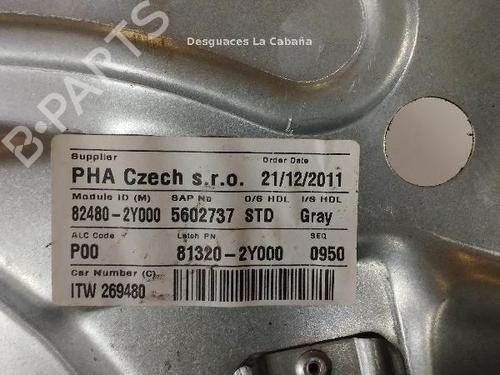 Desguaces La Cabaña
B-PARTS
Supplier Order Date
PHA Czech s.r.o. 21/12/2011
Module ID (M) SAP No O/S HDL I/S HDL
82480-2Y000 5602737 STD Gray
ALC Code Latch PN SEQ
P00 81320-2Y000 0950
Car Number (C)
ITW 269480